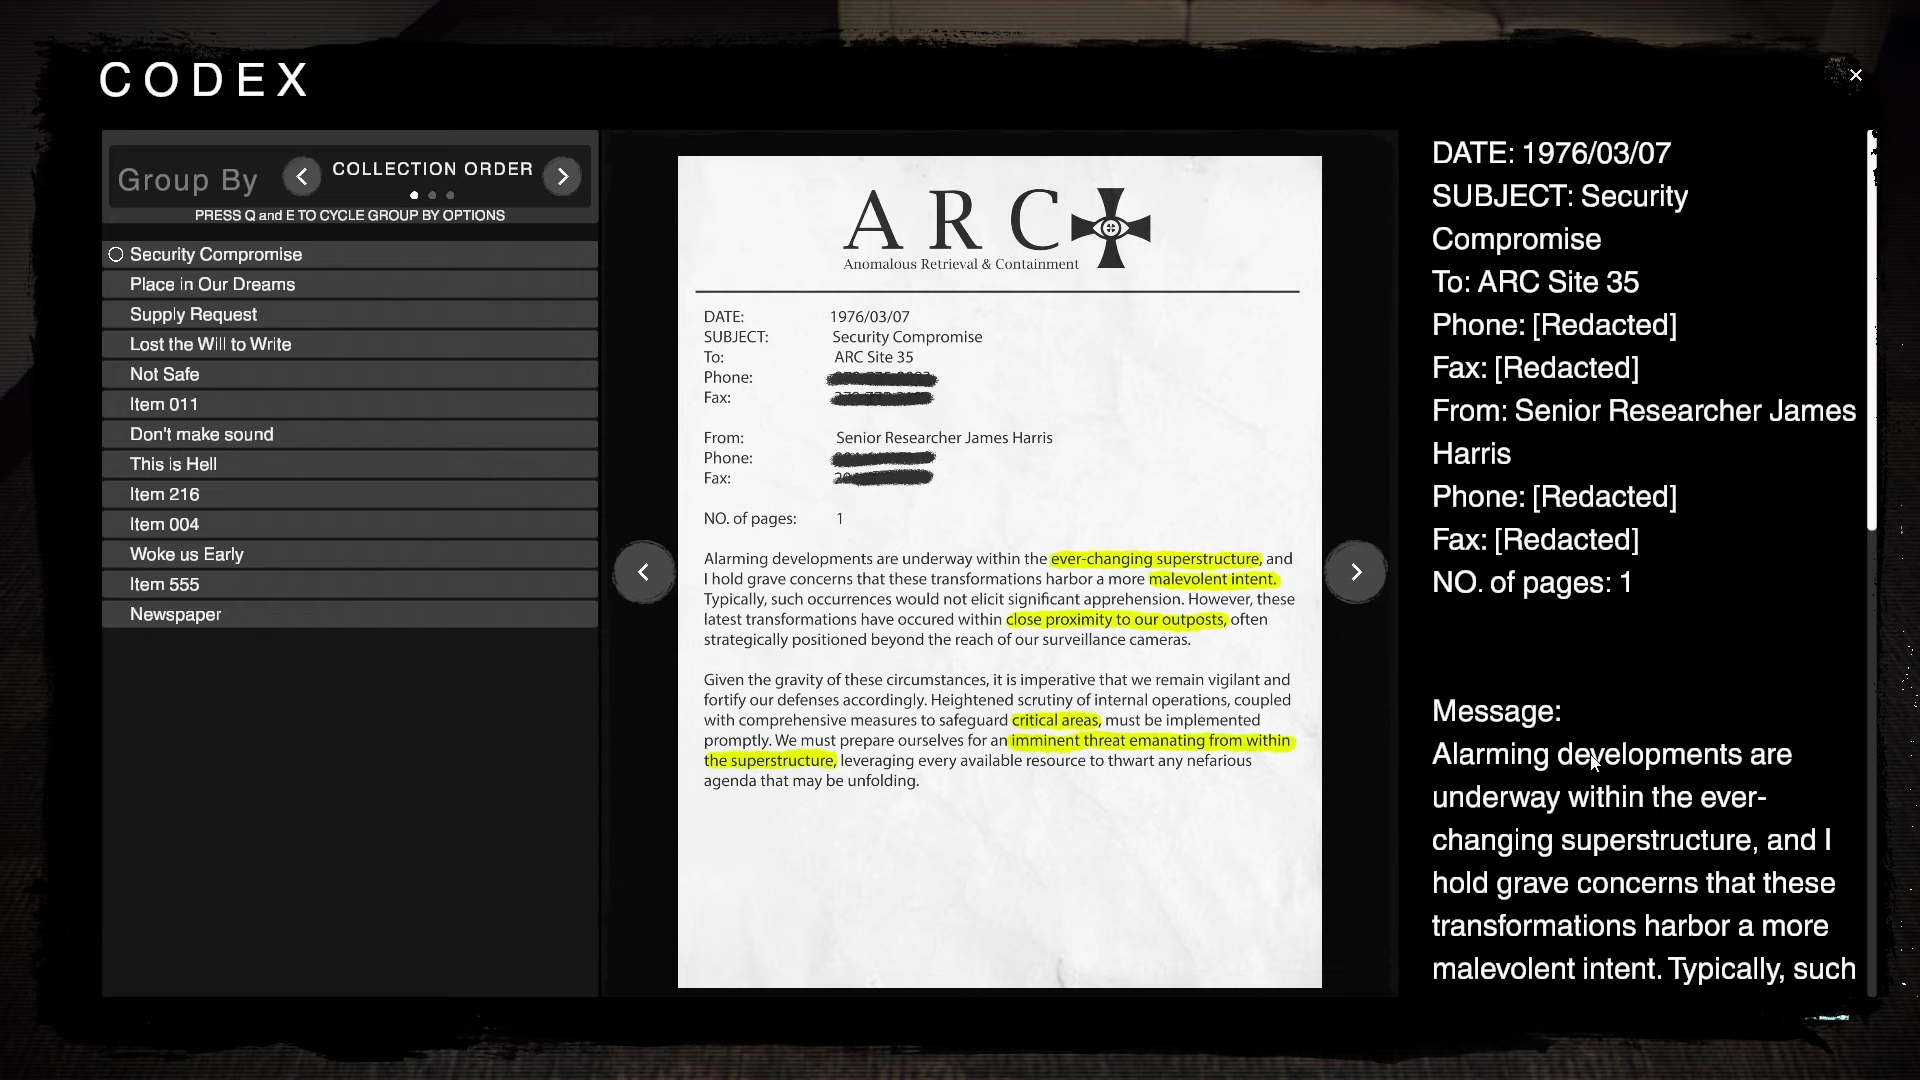 CODEX
Group By
COLLECTION ORDER
PRESS Q and E TO CYCLE GROUP BY OPTIONS
Security Compromise
Place in Our Dreams
Supply Request
Lost the Will to Write
Not Safe
Item 011
Don't make sound
This is Hell
Item 216
Item 004
Woke us Early
Item 555
Newspaper
ARC
Anomalous Retrieval & Containment
DATE: 1976/03/07
SUBJECT: Security Compromise
To: ARC Site 35
Phone:
Fax:
From: Senior Researcher James Harris
Phone:
Fax:
NO. of pages: 1
Alarming developments are underway within the ever-changing superstructure, and
I hold grave concerns that these transformations harbor a more malevolent intent.
Typically, such occurrences would not elicit significant apprehension. However, these
latest transformations have occured within close proximity to our outposts, often
strategically positioned beyond the reach of our surveillance cameras.
Given the gravity of these circumstances, it is imperative that we remain vigilant and
fortify our defenses accordingly. Heightened scrutiny of internal operations, coupled
with comprehensive measures to safeguard critical areas, must be implemented
promptly. We must prepare ourselves for an imminent threat emanating from within
the superstructure, leveraging every available resource to thwart any nefarious
agenda that may be unfolding.
DATE: 1976/03/07
SUBJECT: Security
Compromise
To: ARC Site 35
Phone: [Redacted]
Fax: [Redacted]
From: Senior Researcher James
Harris
Phone: [Redacted]
Fax: [Redacted]
NO. of pages: 1
Message:
Alarming developments are
underway within the ever-
changing superstructure, and I
hold grave concerns that these
transformations harbor a more
malevolent intent. Typically, such